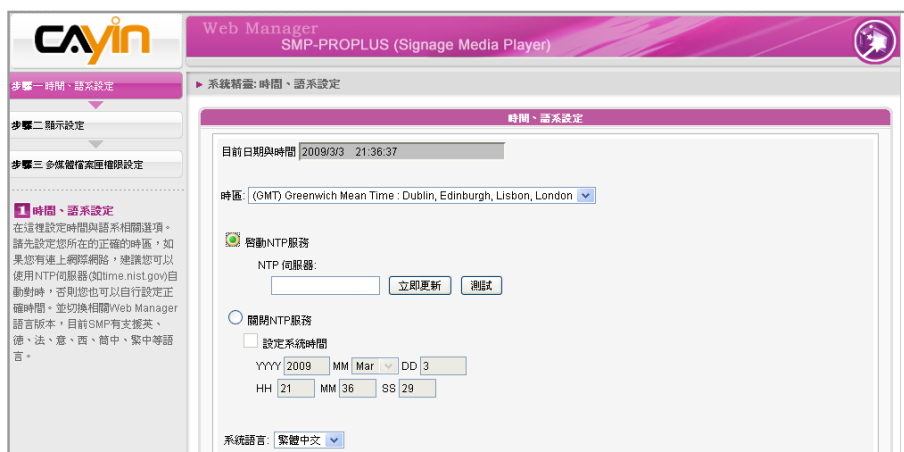 CAYIN
Web Manager
SMP-PROPLUS (Signage Media Player)
步驟一 時間、語系設定
步驟二 顯示設定
步驟三 多媒體檔案匣權限設定
1 時間、語系設定
在這裡設定時間與語系相關選項。
請先設定您所在的正確的時區，如
果您有連上網際網路，建議您可以
使用NTP伺服器(如time.nist.gov)自
動對時，否則您也可以自行設定正
確時間。並切換相關Web Manager
語言版本，目前SMP有支援英、
德、法、意、西、簡中、繁中等語
言。
系統精靈: 時間、語系設定
時間、語系設定
目前日期與時間 2009/3/3 21:36:37
時區: (GMT) Greenwich Mean Time : Dublin, Edinburgh, Lisbon, London
啟動NTP服務
NTP 伺服器:
立即更新 測試
關閉NTP服務
設定系統時間
YYYY 2009 MM Mar DD 3
HH 21 MM 36 SS 29
系統語言: 繁體中文